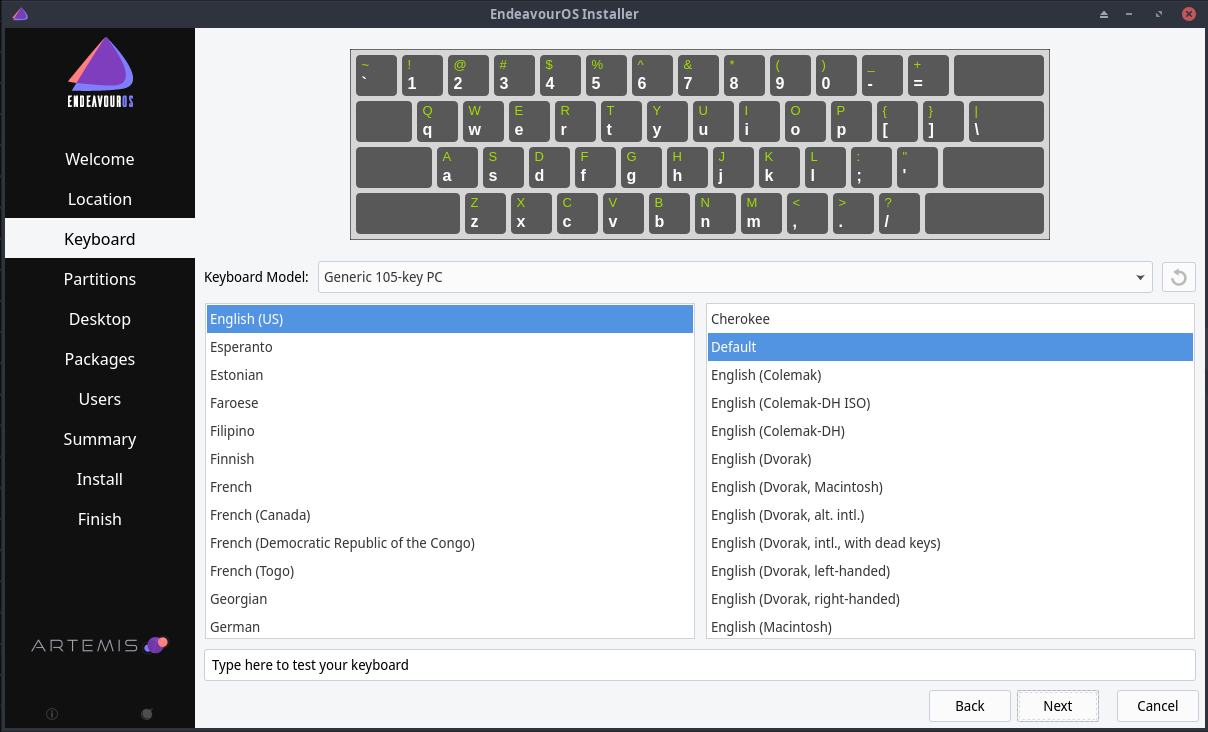 EndeavourOS Installer
ENDEAVOUROS
Welcome
Location
Keyboard
Partitions
Desktop
Packages
Users
Summary
Install
Finish
ARTEMIS
~ ! @ # $ % ^ & * ( ) _ +
` 1 2 3 4 5 6 7 8 9 0 - =
Q W E R T Y U I O P { } |
q w e r t y u i o p [ ] \
A S D F G H J K L : "
a s d f g h j k l ; '
Z X C V B N M < > ?
z x c v b n m , . /
Keyboard Model: Generic 105-key PC
English (US)
Esperanto
Estonian
Faroese
Filipino
Finnish
French
French (Canada)
French (Democratic Republic of the Congo)
French (Togo)
Georgian
German
Cherokee
Default
English (Colemak)
English (Colemak-DH ISO)
English (Colemak-DH)
English (Dvorak)
English (Dvorak, Macintosh)
English (Dvorak, alt. intl.)
English (Dvorak, intl., with dead keys)
English (Dvorak, left-handed)
English (Dvorak, right-handed)
English (Macintosh)
Type here to test your keyboard
Back Next Cancel